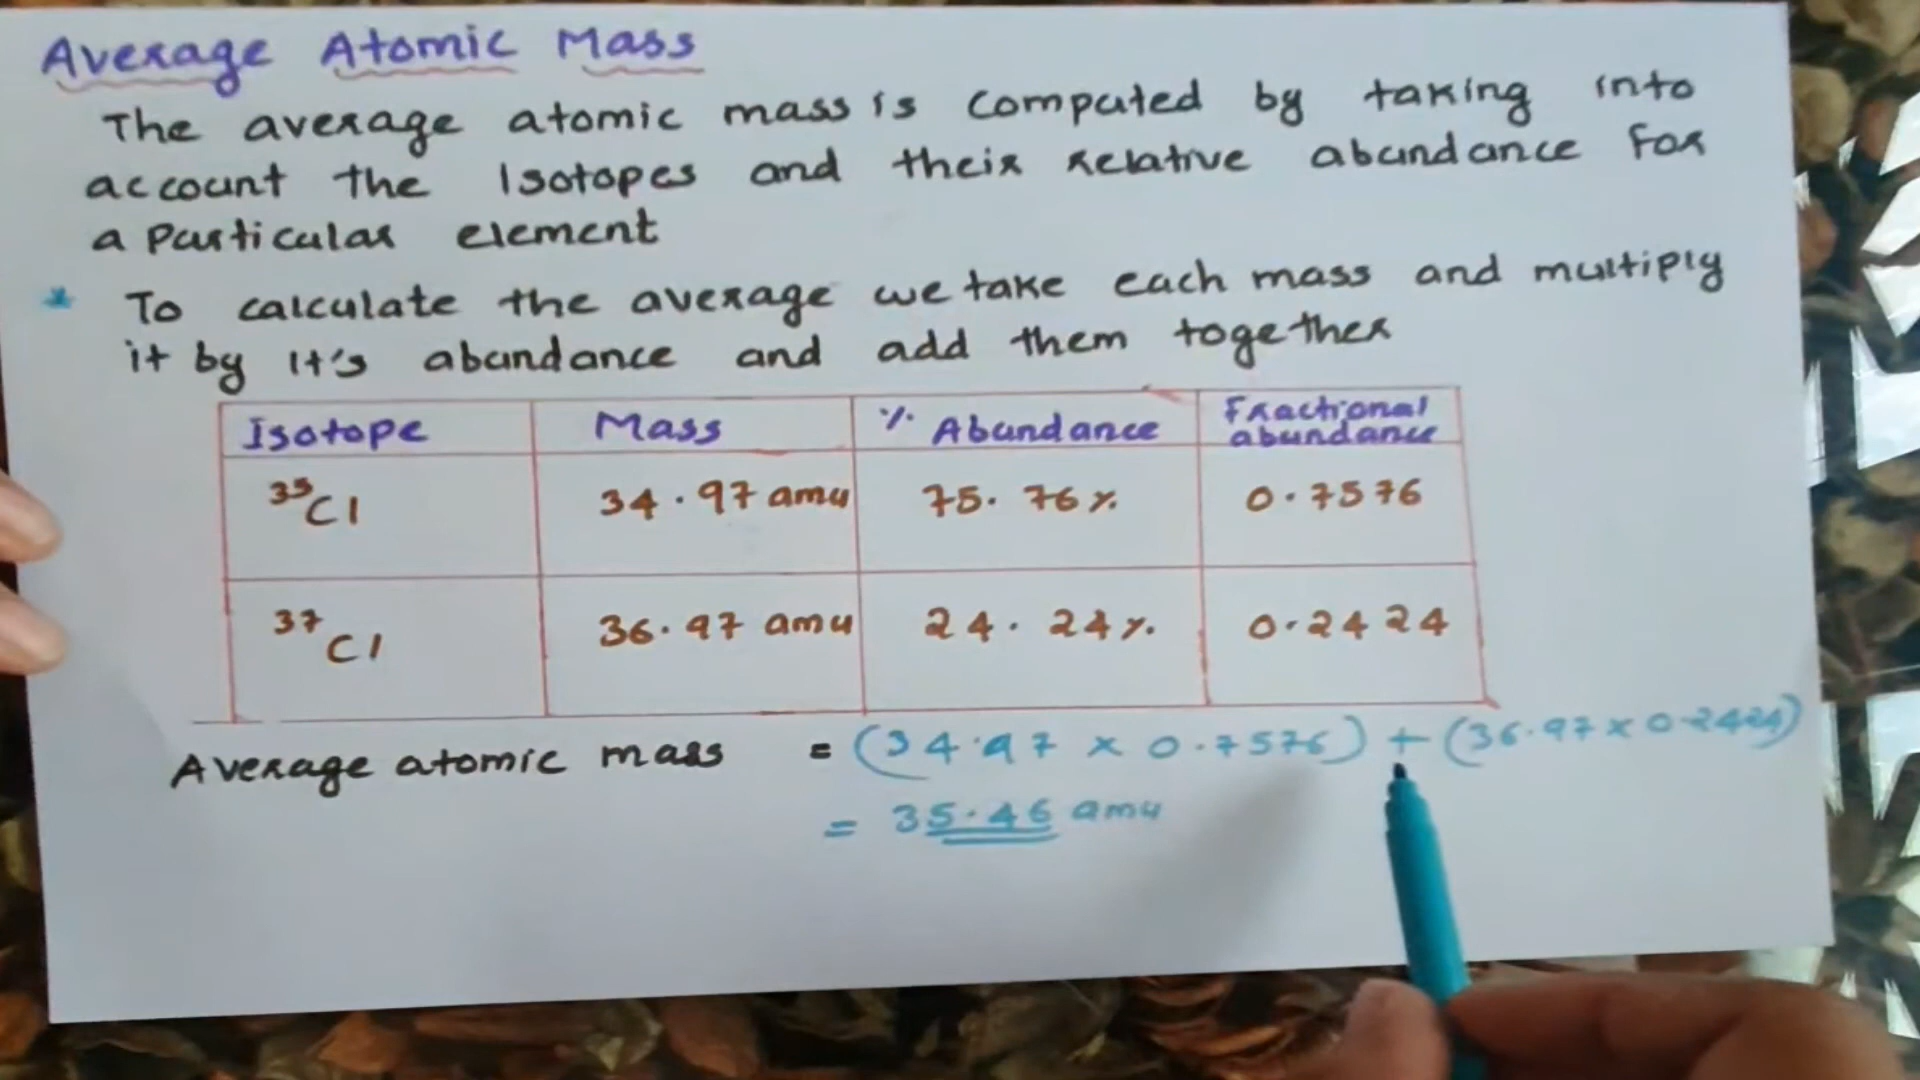 Average Atomic Mass
The average atomic mass is computed by taking into
account the Isotopes and their relative abundance for
a particular element
* To calculate the average we take each mass and multiply
it by it's abundance and add them together
Isotope Mass % Abundance Fractional abundance
³⁵Cl 34.97 amu 75.76% 0.7576
³⁷Cl 36.97 amu 24.24% 0.2424
Average atomic mass = (34.97 x 0.7576) + (36.97 x 0.2424)
= 35.46 amu